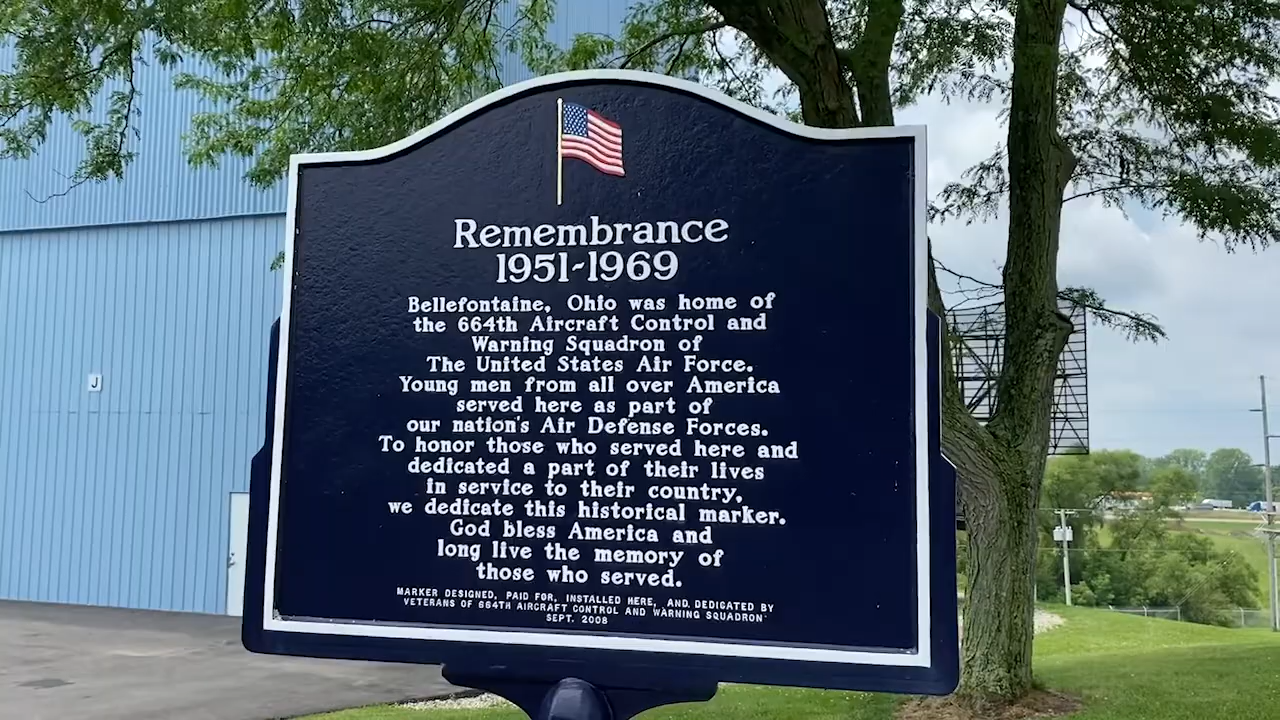 Remembrance
1951-1969
Bellefontaine, Ohio was home of
the 664th Aircraft Control and
Warning Squadron of
The United States Air Force.
Young men from all over America
served here as part of
our nation's Air Defense Forces.
To honor those who served here and
dedicated a part of their lives
in service to their country,
we dedicate this historical marker.
God bless America and
long live the memory of
those who served.
MARKER DESIGNED, PAID FOR, INSTALLED HERE, AND DEDICATED BY
VETERANS OF 664TH AIRCRAFT CONTROL AND WARNING SQUADRON
SEPT. 2008
J